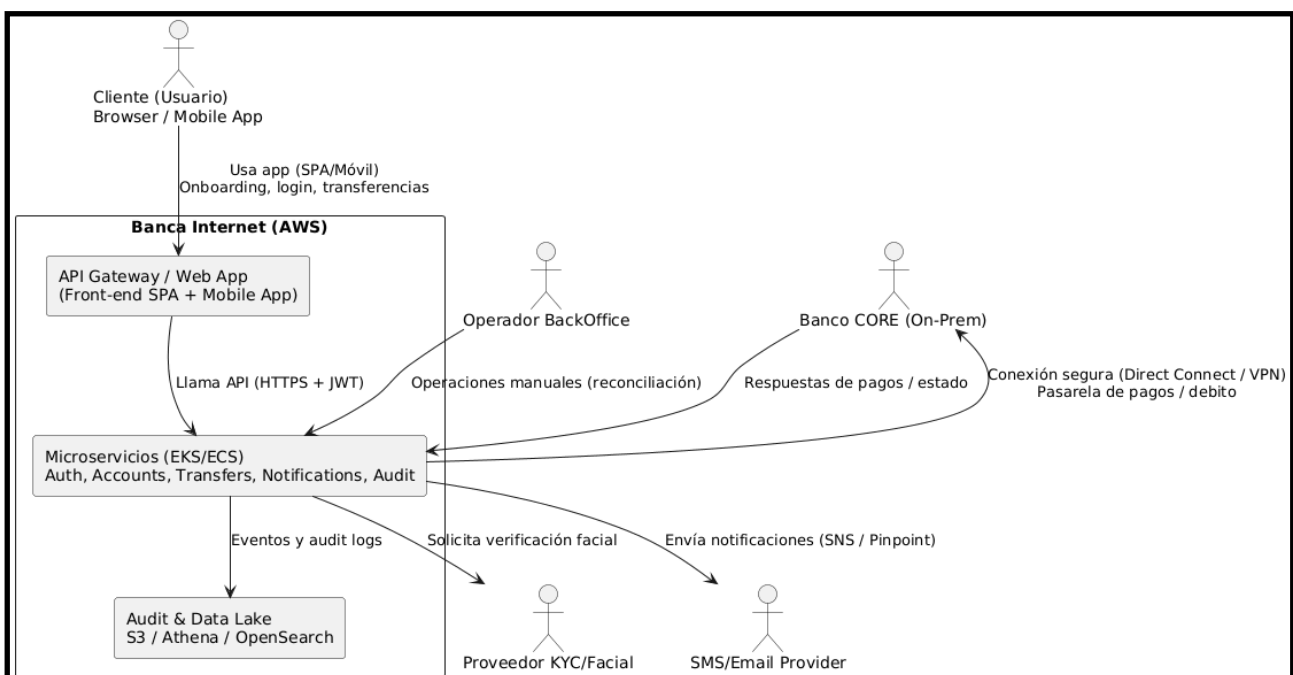 Cliente (Usuario)
Browser / Mobile App
Usa app (SPA/Móvil)
Onboarding, login, transferencias
Banca Internet (AWS)
API Gateway / Web App
(Front-end SPA + Mobile App)
Operador BackOffice
Banco CORE (On-Prem)
Llama API (HTTPS + JWT)
Operaciones manuales (reconciliación)
Respuestas de pagos / estado
Conexión segura (Direct Connect / VPN)
Pasarela de pagos / debito
Microservicios (EKS/ECS)
Auth, Accounts, Transfers, Notifications, Audit
Eventos y audit logs
Solicita verificación facial
Envía notificaciones (SNS / Pinpoint)
Audit & Data Lake
S3 / Athena / OpenSearch
Proveedor KYC/Facial
SMS/Email Provider